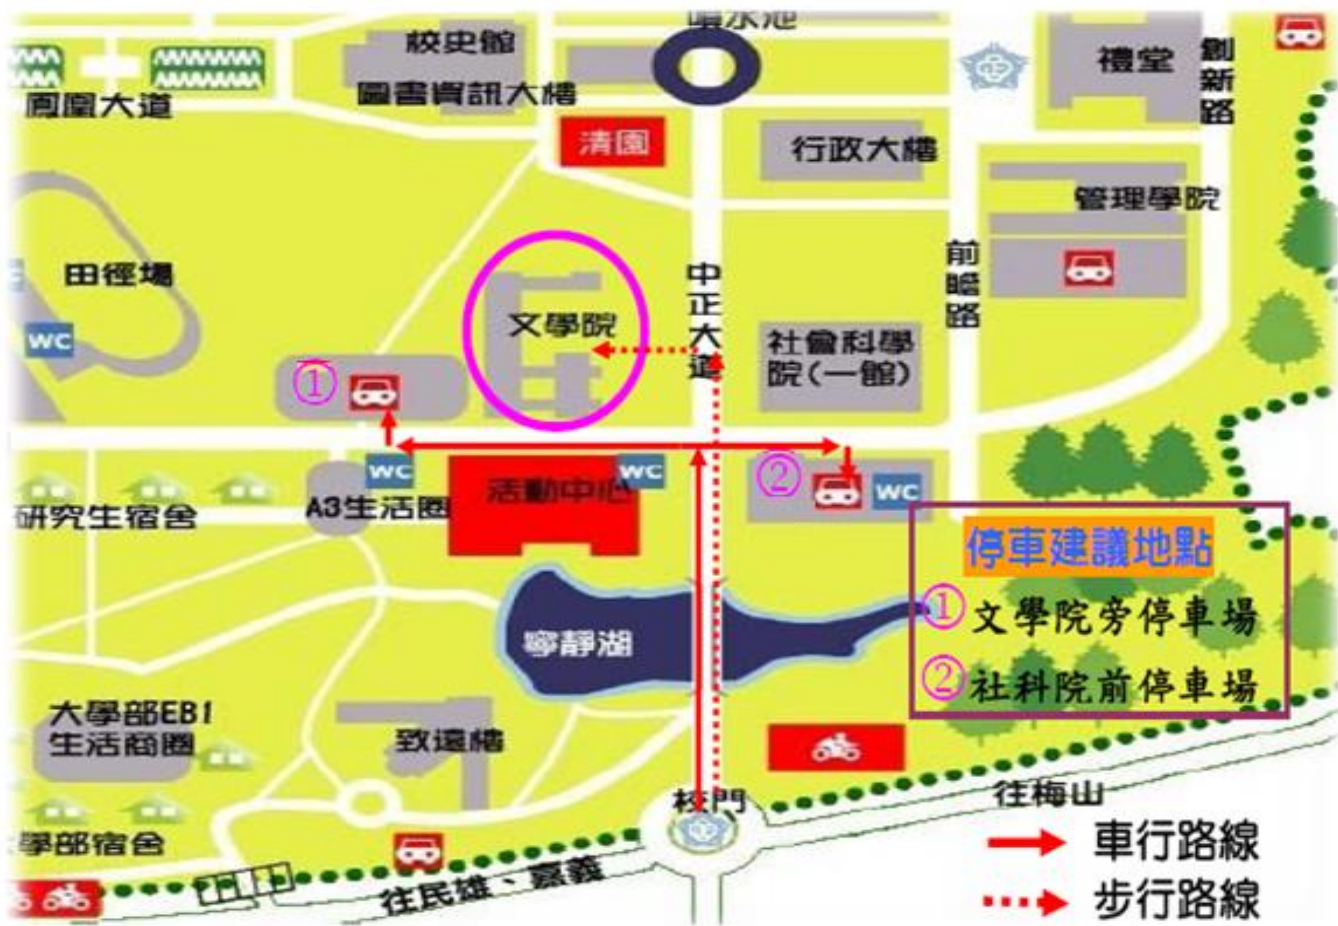 噴水池
校史館
圖書資訊大樓
鳳凰大道
清園
行政大樓
禮堂
創新路
管理學院
前瞻路
田徑場
WC
文學院
中正大道
社會科學
院(一館)
①
WC
A3生活圈
活動中心
WC
②
WC
研究生宿舍
停車建議地點
① 文學院旁停車場
② 社科院前停車場
寧靜湖
大學部EB1
生活商圈
致遠樓
校門
往梅山
學部宿舍
往民雄、嘉義
車行路線
步行路線